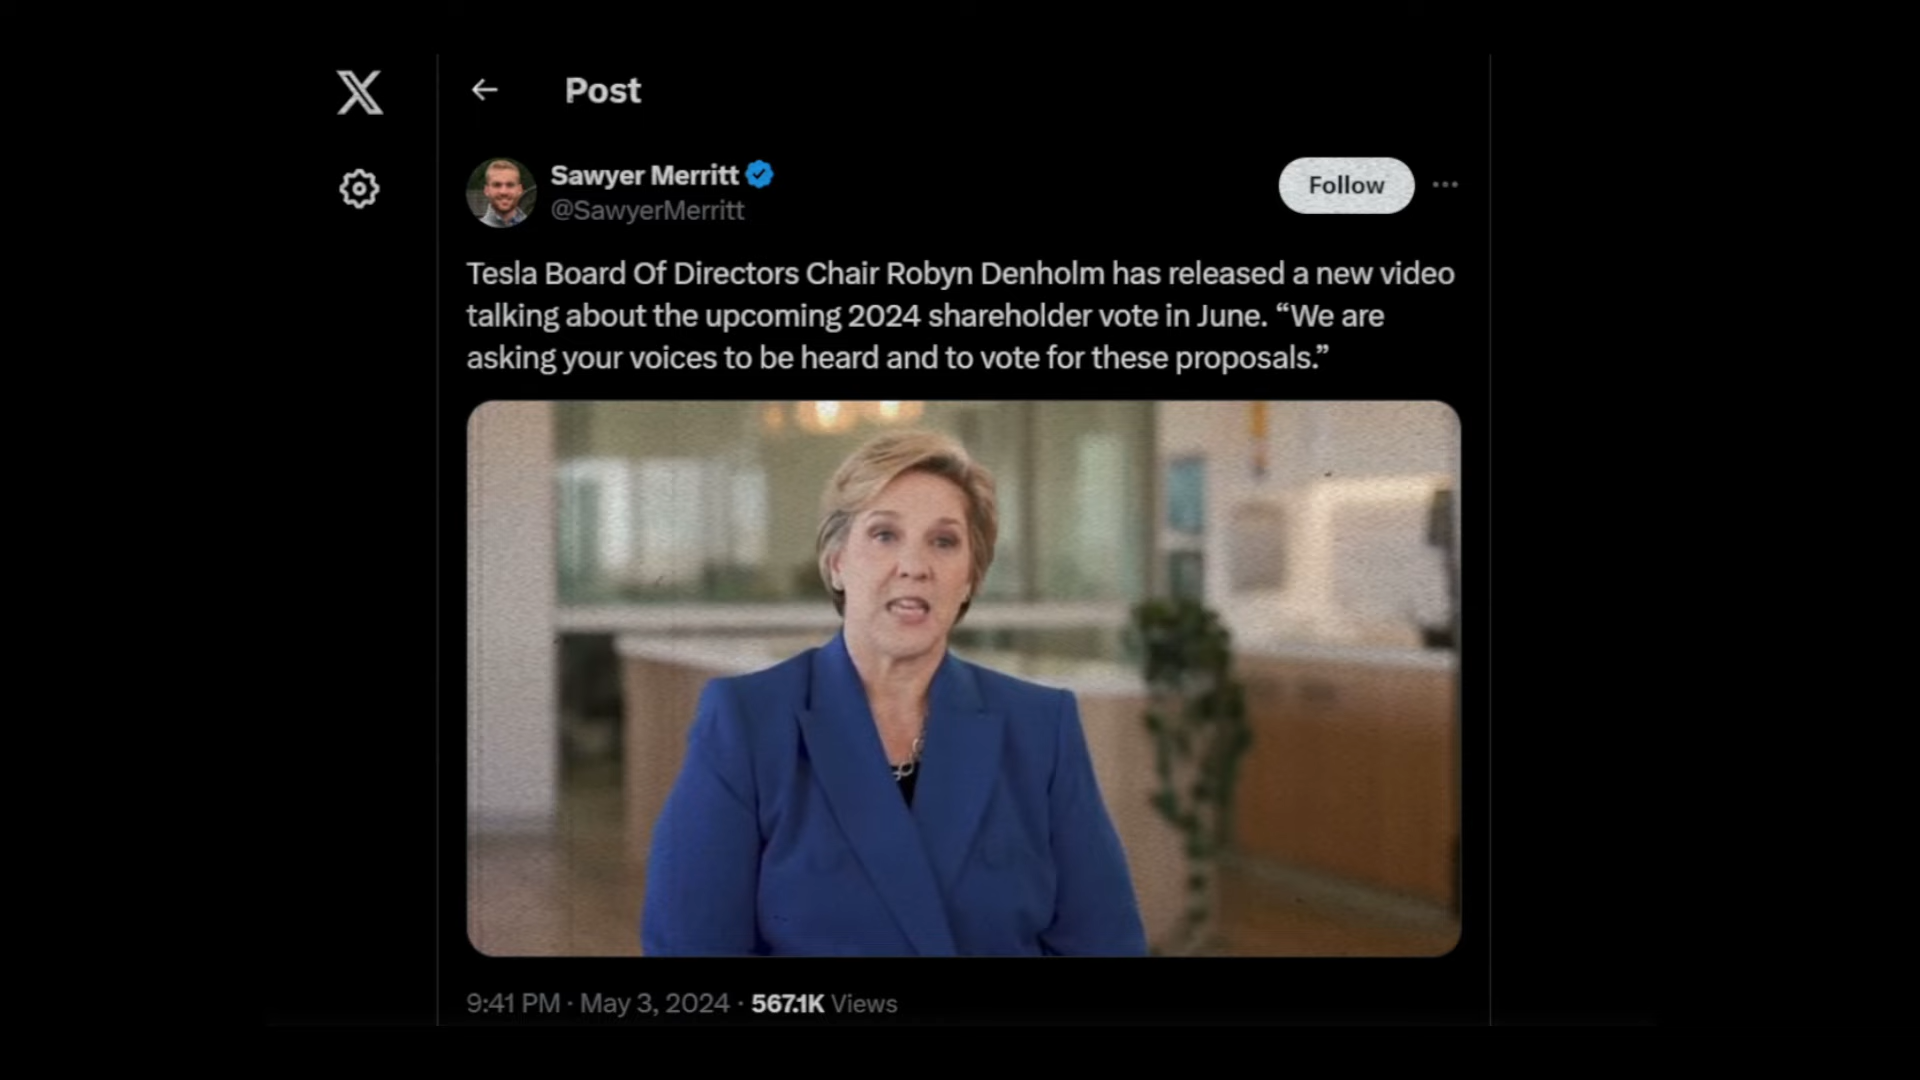 Post
Sawyer Merritt
@SawyerMerritt
Follow
Tesla Board Of Directors Chair Robyn Denholm has released a new video
talking about the upcoming 2024 shareholder vote in June. “We are
asking your voices to be heard and to vote for these proposals.”
9:41 PM · May 3, 2024 · 567.1K Views